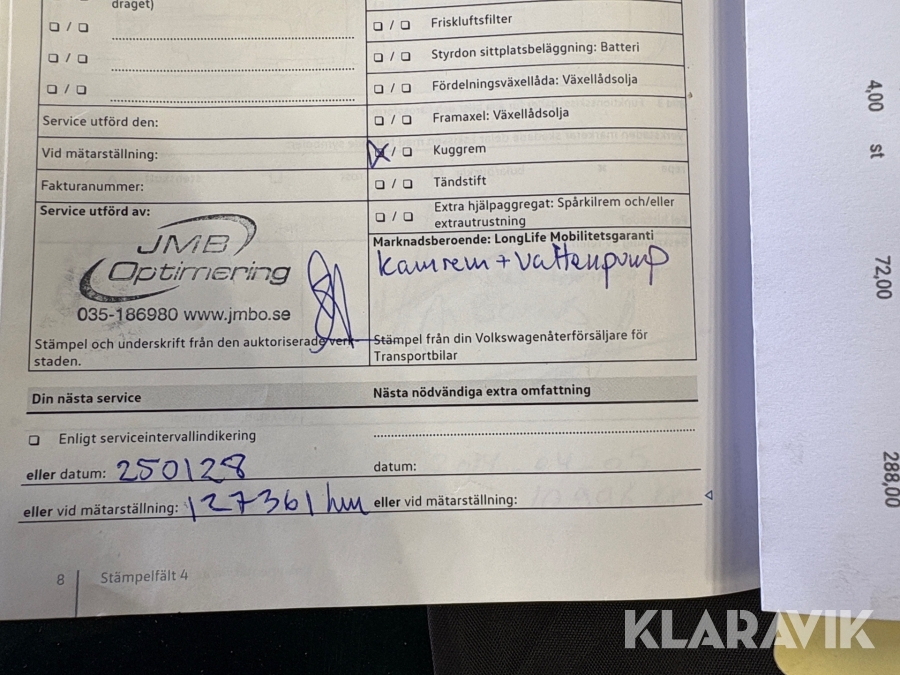 draget)
Friskluftsfilter
Styrdon sittplatsbeläggning: Batteri
Fördelningsväxellåda: Växellådsolja
Service utförd den:
Framaxel: Växellådsolja
Vid mätarställning:
Kuggrem
Fakturanummer:
Tändstift
Service utfört av:
Extra hjälpaggregat: Spårkilrem och/eller
extrautrustning
JMB
Optimering
035-186980 www.jmbo.se
Stämpel och underskrift från den auktoriserade verk-
staden.
Marknadsberoende: LongLife Mobilitetsgaranti
kamrem + vattenpump
Stämpel från din Volkswagenåterförsäljare för
Transportbilar
Din nästa service
Nästa nödvändiga extra omfattning
Enligt serviceintervallindikering
eller datum: 250128
datum:
eller vid mätarställning: 127361 km
eller vid mätarställning:
8 Stämpelfält 4
4,00 st
72,00
288,00
KLARAVIK